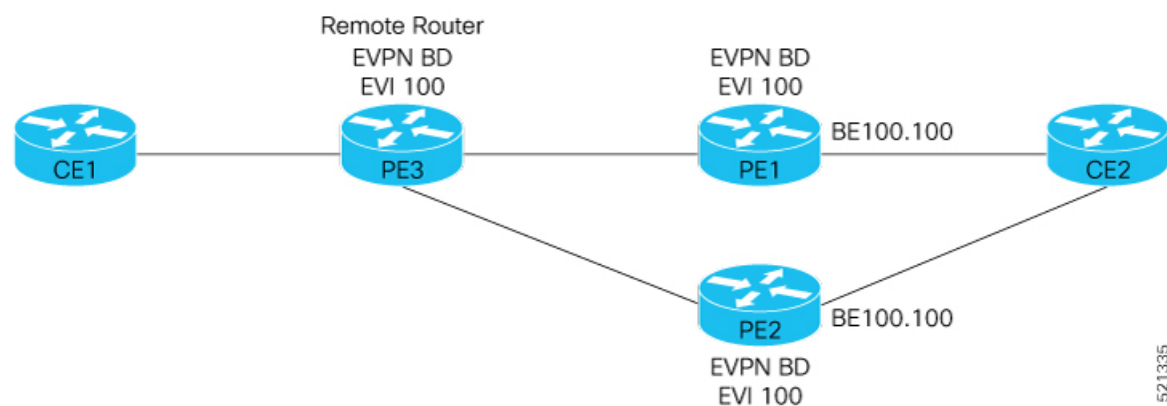 Remote Router
EVPN BD
EVI 100
EVPN BD
EVI 100
BE100.100
CE1
PE3
PE1
CE2
PE2
BE100.100
EVPN BD
EVI 100
521335